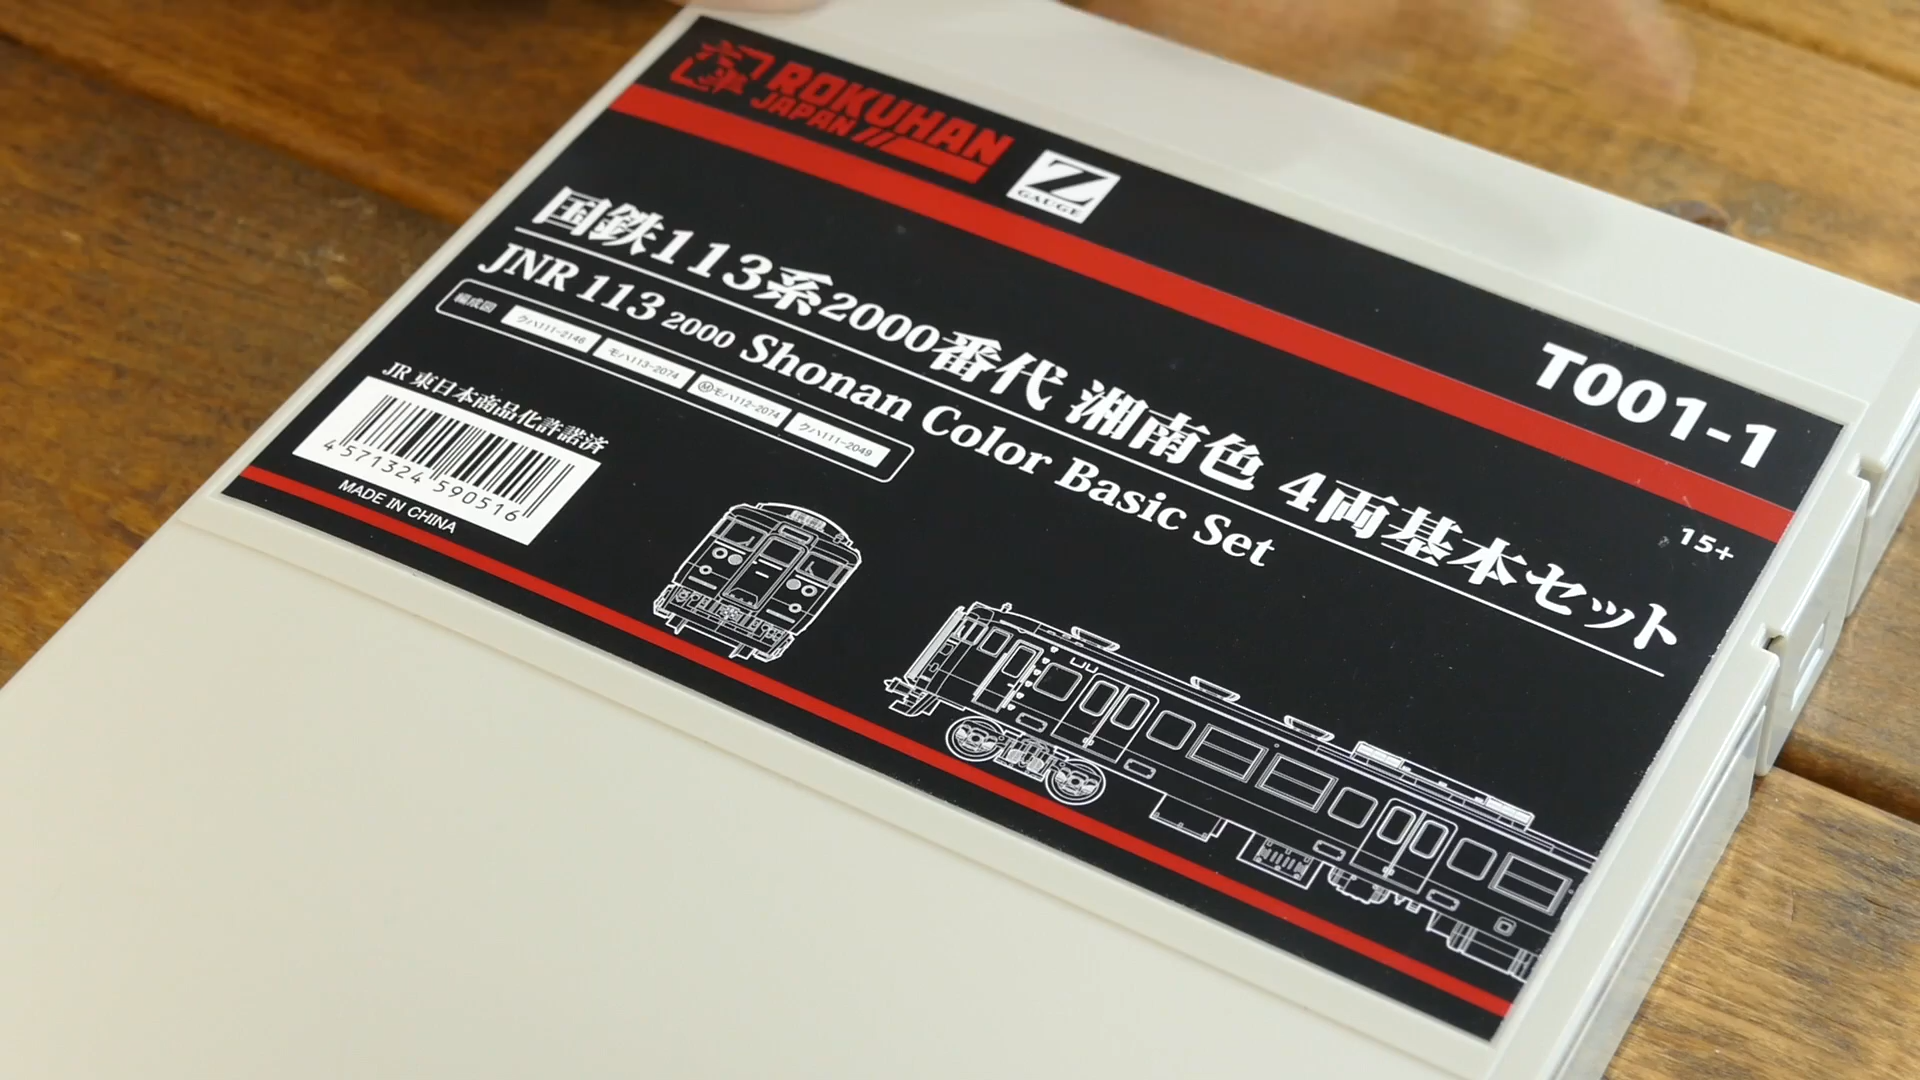 六半
ROKUHAN
JAPAN
Z
GAUGE
T001-1
国鉄113系2000番代 湘南色 4両基本セット
JNR 113 2000 Shonan Color Basic Set
15+
編成図 クハ111-2146 モハ113-2074 Ⓜモハ112-2074 クハ111-2049
JR 東日本商品化許諾済
4 571324 590516
MADE IN CHINA